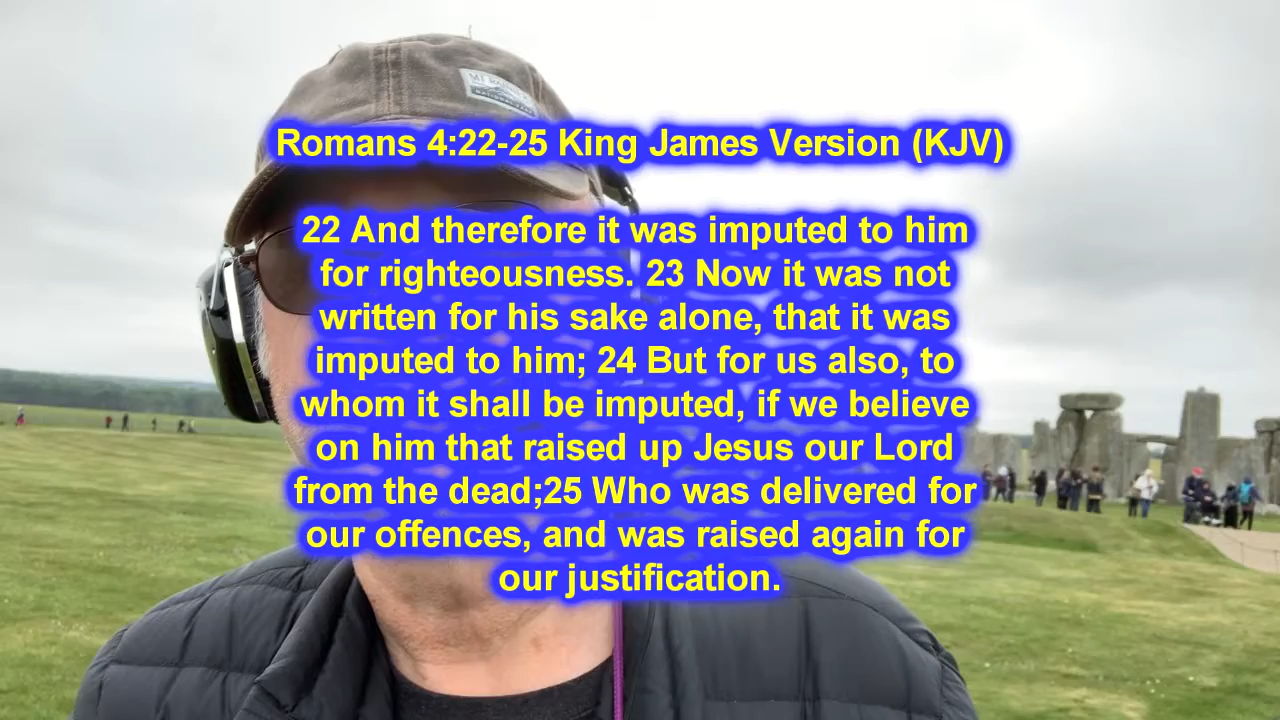 Romans 4:22-25 King James Version (KJV)
22 And therefore it was imputed to him
for righteousness. 23 Now it was not
written for his sake alone, that it was
imputed to him; 24 But for us also, to
whom it shall be imputed, if we believe
on him that raised up Jesus our Lord
from the dead;25 Who was delivered for
our offences, and was raised again for
our justification.